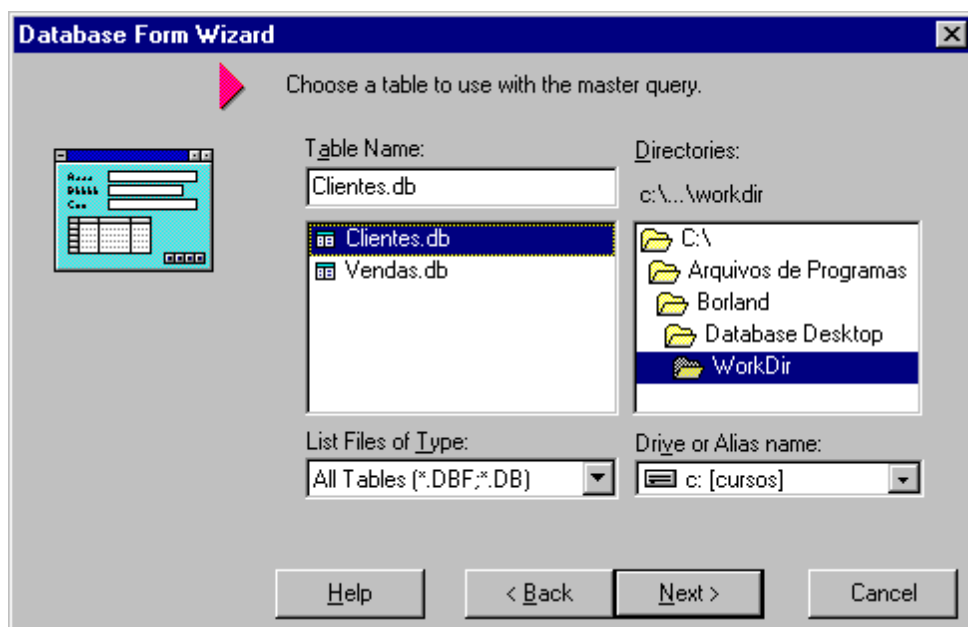 Database Form Wizard
Choose a table to use with the master query.
Table Name:
Clientes.db
Clientes.db
Vendas.db
List Files of Type:
All Tables (*.DBF;*.DB)
Directories:
c:\...\workdir
C:\
Arquivos de Programas
Borland
Database Desktop
WorkDir
Drive or Alias name:
c: [cursos]
Help
< Back
Next >
Cancel